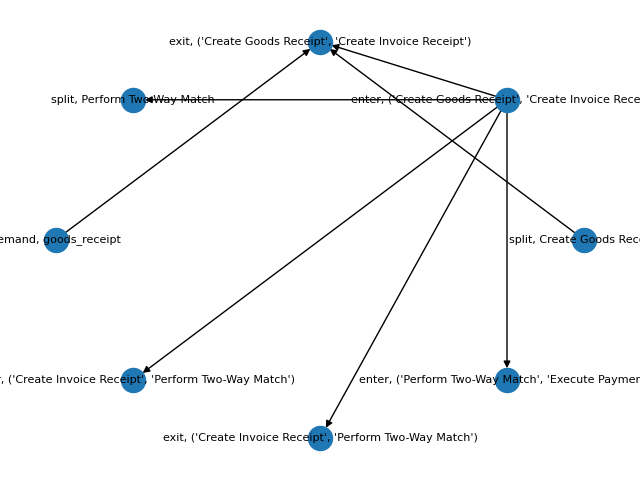 exit, ('Create Goods Receipt', 'Create Invoice Receipt')
split, Perform Two-Way Match
enter, ('Create Goods Receipt', 'Create Invoice Rece
emand, goods_receipt
split, Create Goods Rec
r, ('Create Invoice Receipt', 'Perform Two-Way Match')
enter, ('Perform Two-Way Match', 'Execute Paymer
exit, ('Create Invoice Receipt', 'Perform Two-Way Match')